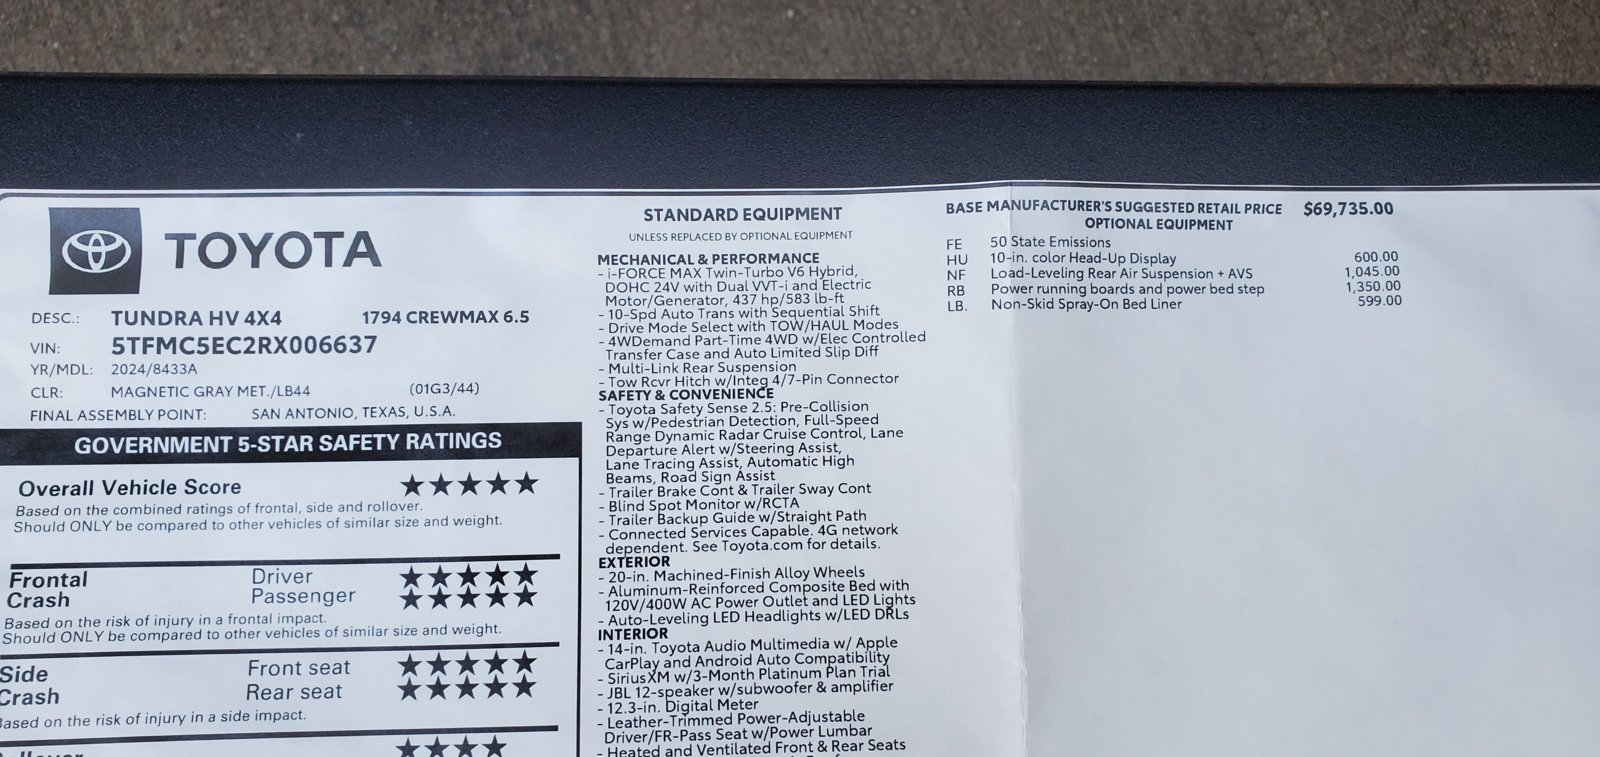 TOYOTA
DESC.: TUNDRA HV 4X4 1794 CREWMAX 6.5
VIN: 5TFMC5EC2RX006637
YR/MDL: 2024/8433A
CLR: MAGNETIC GRAY MET./LB44 (01G3/44)
FINAL ASSEMBLY POINT: SAN ANTONIO, TEXAS, U.S.A.
GOVERNMENT 5-STAR SAFETY RATINGS
Overall Vehicle Score ★★★★★
Based on the combined ratings of frontal, side and rollover.
Should ONLY be compared to other vehicles of similar size and weight.
Frontal Driver ★★★★★
Crash Passenger ★★★★★
Based on the risk of injury in a frontal impact.
Should ONLY be compared to other vehicles of similar size and weight.
Side Front seat ★★★★★
Crash Rear seat ★★★★★
Based on the risk of injury in a side impact.
★★★★
STANDARD EQUIPMENT
UNLESS REPLACED BY OPTIONAL EQUIPMENT
MECHANICAL & PERFORMANCE
- i-FORCE MAX Twin-Turbo V6 Hybrid,
DOHC 24V with Dual VVT-i and Electric
Motor/Generator, 437 hp/583 lb-ft
- 10-Spd Auto Trans with Sequential Shift
- Drive Mode Select with TOW/HAUL Modes
- 4WDemand Part-Time 4WD w/Elec Controlled
Transfer Case and Auto Limited Slip Diff
- Multi-Link Rear Suspension
- Tow Rcvr Hitch w/Integ 4/7-Pin Connector
SAFETY & CONVENIENCE
- Toyota Safety Sense 2.5: Pre-Collision
Sys w/Pedestrian Detection, Full-Speed
Range Dynamic Radar Cruise Control, Lane
Departure Alert w/Steering Assist,
Lane Tracing Assist, Automatic High
Beams, Road Sign Assist
- Trailer Brake Cont & Trailer Sway Cont
- Blind Spot Monitor w/RCTA
- Trailer Backup Guide w/Straight Path
- Connected Services Capable. 4G network
dependent. See Toyota.com for details.
EXTERIOR
- 20-in. Machined-Finish Alloy Wheels
- Aluminum-Reinforced Composite Bed with
120V/400W AC Power Outlet and LED Lights
- Auto-Leveling LED Headlights w/LED DRLs
INTERIOR
- 14-in. Toyota Audio Multimedia w/ Apple
CarPlay and Android Auto Compatibility
- SiriusXM w/3-Month Platinum Plan Trial
- JBL 12-speaker w/subwoofer & amplifier
- 12.3-in. Digital Meter
- Leather-Trimmed Power-Adjustable
Driver/FR-Pass Seat w/Power Lumbar
- Heated and Ventilated Front & Rear Seats
BASE MANUFACTURER'S SUGGESTED RETAIL PRICE $69,735.00
OPTIONAL EQUIPMENT
FE 50 State Emissions
HU 10-in. color Head-Up Display 600.00
NF Load-Leveling Rear Air Suspension + AVS 1,045.00
RB Power running boards and power bed step 1,350.00
LB. Non-Skid Spray-On Bed Liner 599.00